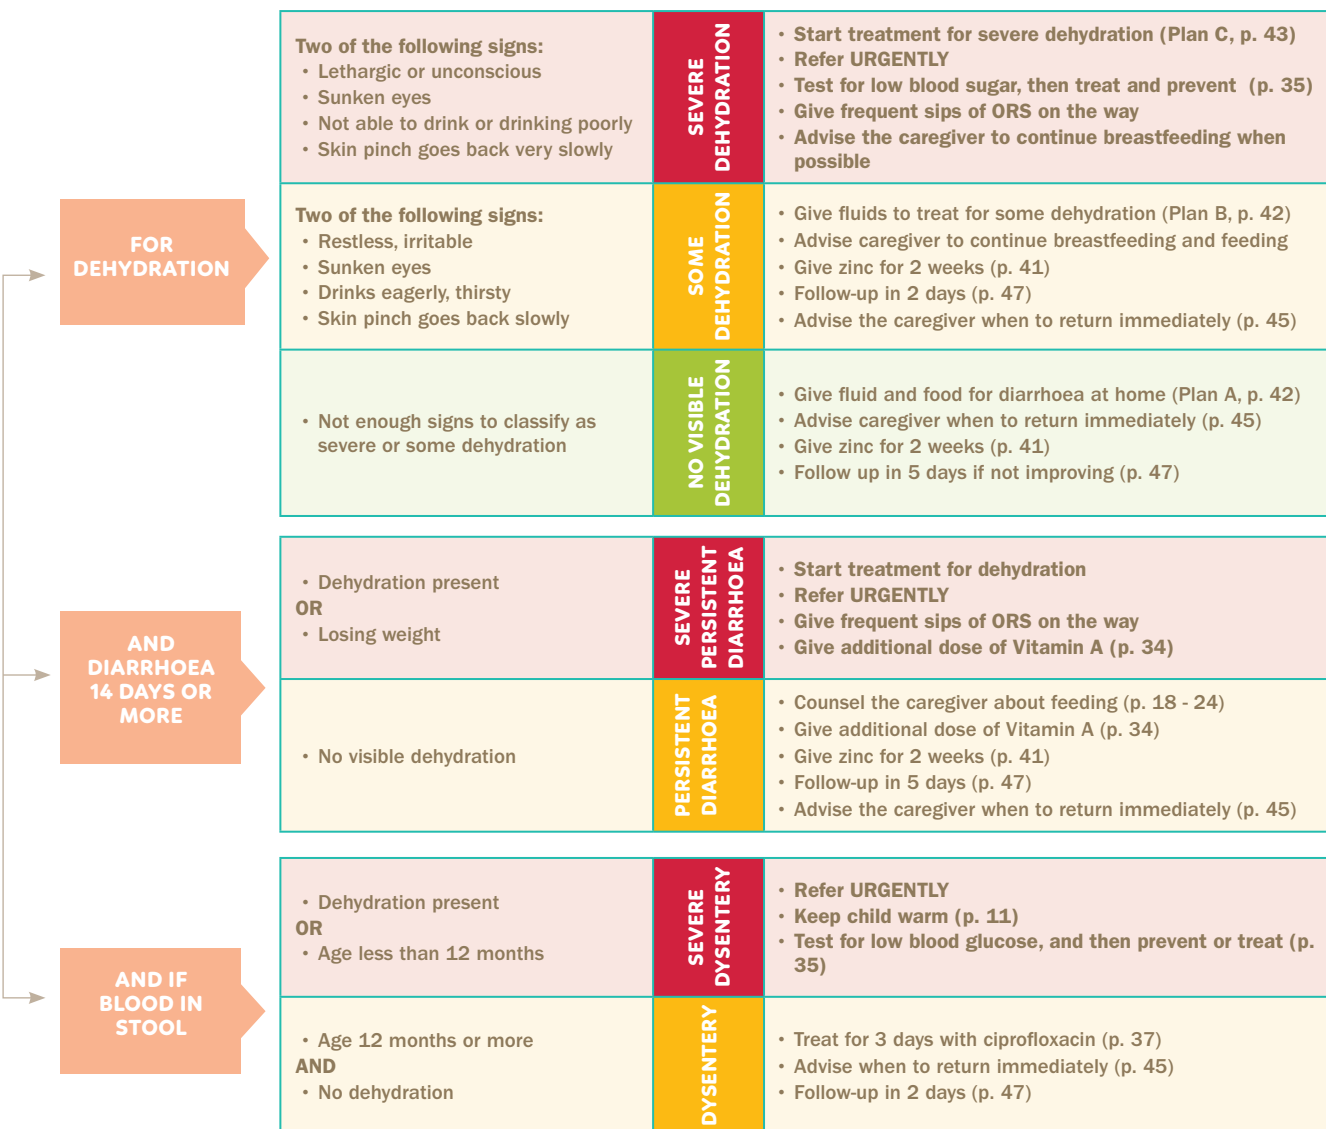 FOR
DEHYDRATION
Two of the following signs:
• Lethargic or unconscious
• Sunken eyes
• Not able to drink or drinking poorly
• Skin pinch goes back very slowly
SEVERE
DEHYDRATION
• Start treatment for severe dehydration (Plan C, p. 43)
• Refer URGENTLY
• Test for low blood sugar, then treat and prevent (p. 35)
• Give frequent sips of ORS on the way
• Advise the caregiver to continue breastfeeding when
possible
Two of the following signs:
• Restless, irritable
• Sunken eyes
• Drinks eagerly, thirsty
• Skin pinch goes back slowly
SOME
DEHYDRATION
• Give fluids to treat for some dehydration (Plan B, p. 42)
• Advise caregiver to continue breastfeeding and feeding
• Give zinc for 2 weeks (p. 41)
• Follow-up in 2 days (p. 47)
• Advise the caregiver when to return immediately (p. 45)
• Not enough signs to classify as
severe or some dehydration
NO VISIBLE
DEHYDRATION
• Give fluid and food for diarrhoea at home (Plan A, p. 42)
• Advise caregiver when to return immediately (p. 45)
• Give zinc for 2 weeks (p. 41)
• Follow up in 5 days if not improving (p. 47)
AND
DIARRHOEA
14 DAYS OR
MORE
• Dehydration present
OR
• Losing weight
SEVERE
PERSISTENT
DIARRHOEA
• Start treatment for dehydration
• Refer URGENTLY
• Give frequent sips of ORS on the way
• Give additional dose of Vitamin A (p. 34)
• No visible dehydration
PERSISTENT
DIARRHOEA
• Counsel the caregiver about feeding (p. 18 - 24)
• Give additional dose of Vitamin A (p. 34)
• Give zinc for 2 weeks (p. 41)
• Follow-up in 5 days (p. 47)
• Advise the caregiver when to return immediately (p. 45)
AND IF
BLOOD IN
STOOL
• Dehydration present
OR
• Age less than 12 months
SEVERE
DYSENTERY
• Refer URGENTLY
• Keep child warm (p. 11)
• Test for low blood glucose, and then prevent or treat (p.
35)
• Age 12 months or more
AND
• No dehydration
DYSENTERY
• Treat for 3 days with ciprofloxacin (p. 37)
• Advise when to return immediately (p. 45)
• Follow-up in 2 days (p. 47)